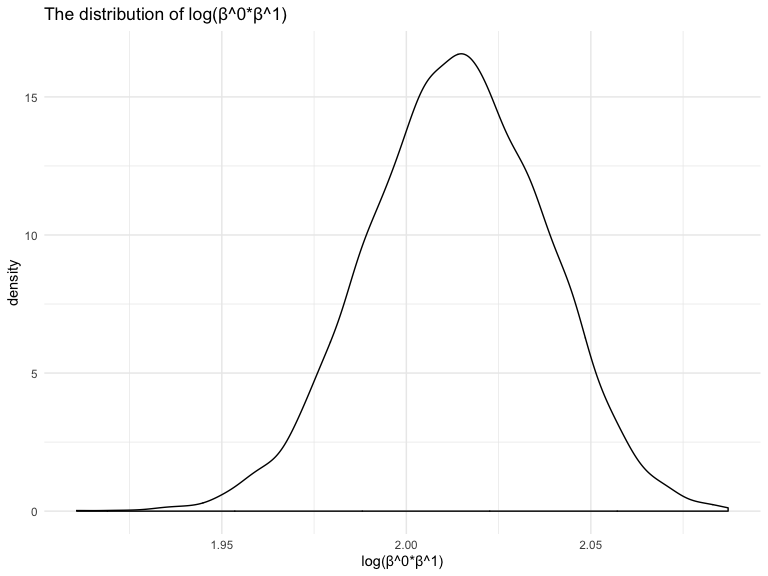 The distribution of log(β^0*β^1)
15
10
5
0
density
1.95
2.00
2.05
log(β^0*β^1)